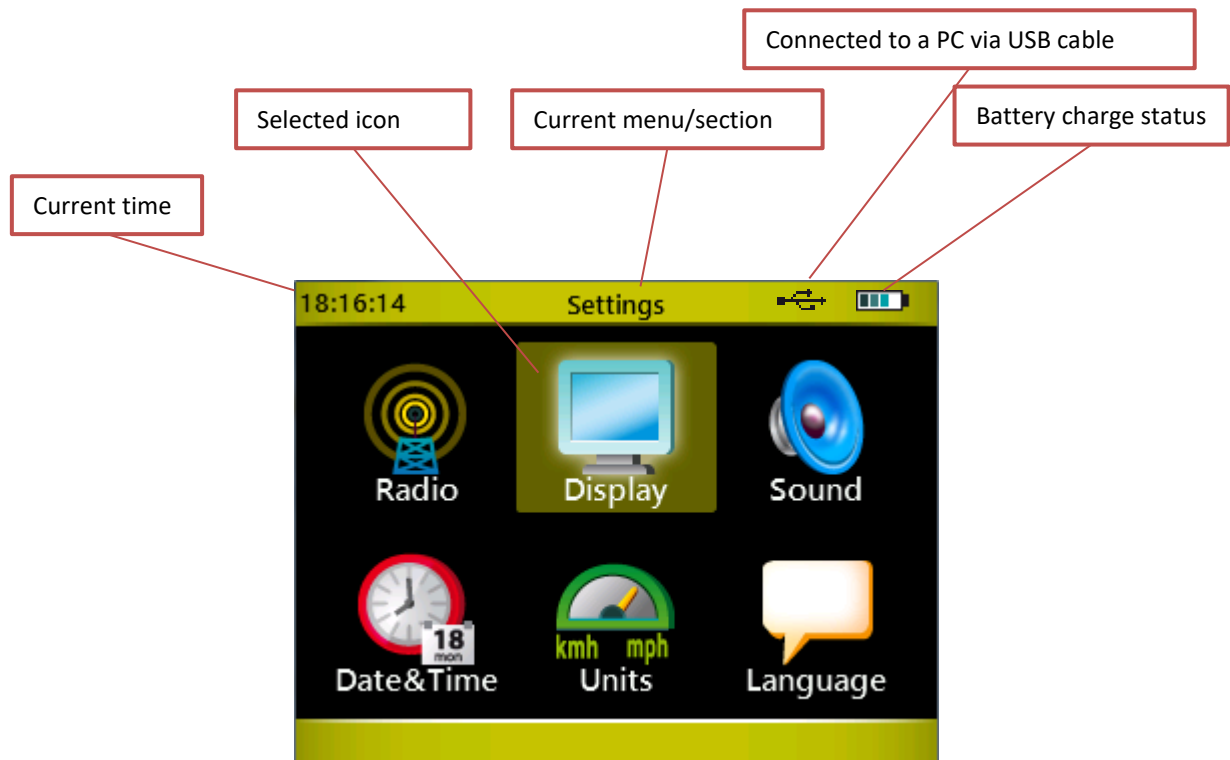 Connected to a PC via USB cable
Selected icon
Current menu/section
Battery charge status
Current time
18:16:14
Settings
Radio
Display
Sound
18
mon
kmh mph
Date&Time
Units
Language